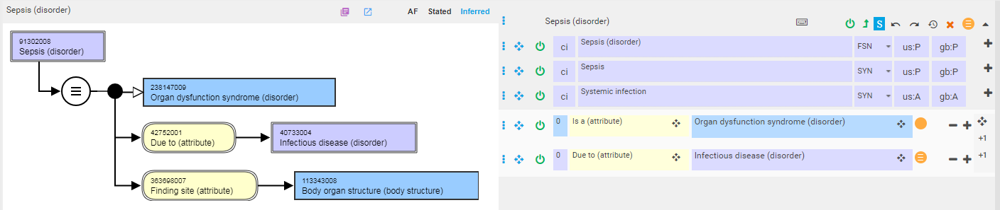 Sepsis (disorder)
AF Stated Inferred
91302008
Sepsis (disorder)
238147009
Organ dysfunction syndrome (disorder)
42752001
Due to (attribute)
40733004
Infectious disease (disorder)
363698007
Finding site (attribute)
113343008
Body organ structure (body structure)
Sepsis (disorder)
S
ci Sepsis (disorder) FSN us:P gb:P
ci Sepsis SYN us:P gb:P
ci Systemic infection SYN us:A gb:A
0 Is a (attribute) Organ dysfunction syndrome (disorder)
+1
0 Due to (attribute) Infectious disease (disorder) +1